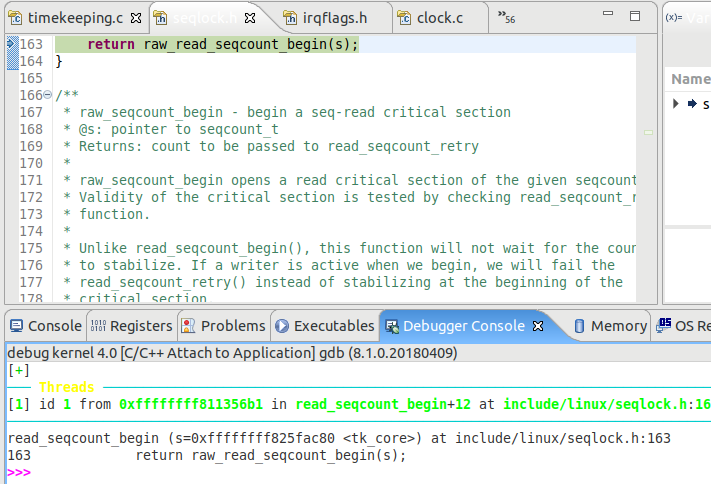 timekeeping.c
seqlock.h
irqflags.h
clock.c
»56
(x)= Vari
163 return raw_read_seqcount_begin(s);
164 }
165
166 /**
167 * raw_seqcount_begin - begin a seq-read critical section
168 * @s: pointer to seqcount_t
169 * Returns: count to be passed to read_seqcount_retry
170 *
171 * raw_seqcount_begin opens a read critical section of the given seqcount
172 * Validity of the critical section is tested by checking read_seqcount_r
173 * function.
174 *
175 * Unlike read_seqcount_begin(), this function will not wait for the coun
176 * to stabilize. If a writer is active when we begin, we will fail the
177 * read_seqcount_retry() instead of stabilizing at the beginning of the
178 * critical section
Name
s
Console
Registers
Problems
Executables
Debugger Console
Memory
OS Re
debug kernel 4.0 [C/C++ Attach to Application] gdb (8.1.0.20180409)
[+]
Threads
[1] id 1 from 0xffffffff811356b1 in read_seqcount_begin+12 at include/linux/seqlock.h:16
read_seqcount_begin (s=0xffffffff825fac80 <tk_core>) at include/linux/seqlock.h:163
163 return raw_read_seqcount_begin(s);
>>>